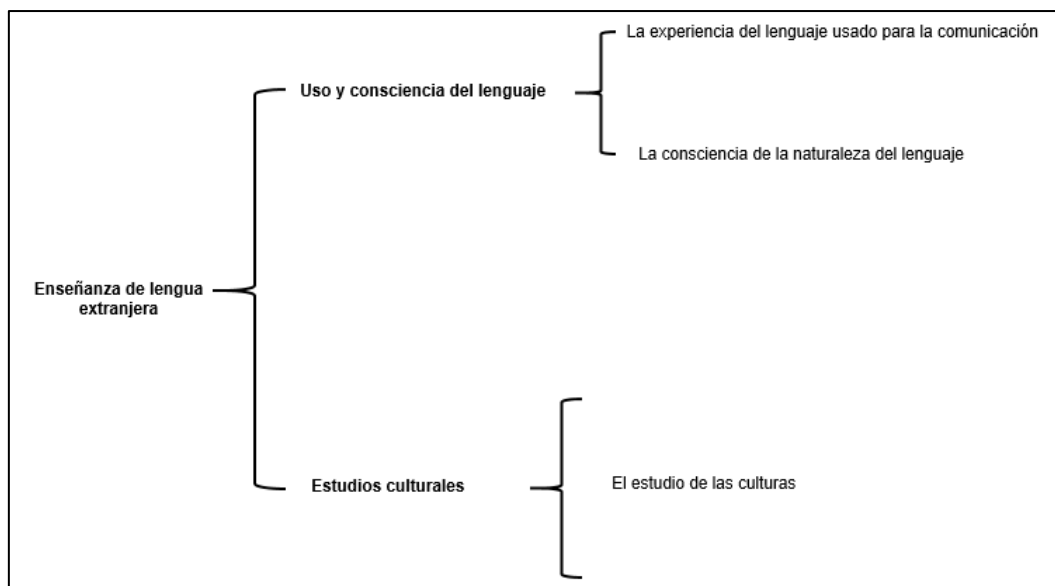 La experiencia del lenguaje usado para la comunicación
Uso y consciencia del lenguaje
La consciencia de la naturaleza del lenguaje
Enseñanza de lengua
extranjera
Estudios culturales
El estudio de las culturas